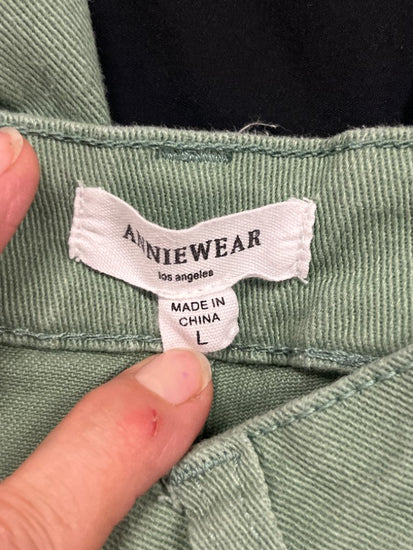 ANNIEWEAR
los angeles
MADE IN
CHINA
L